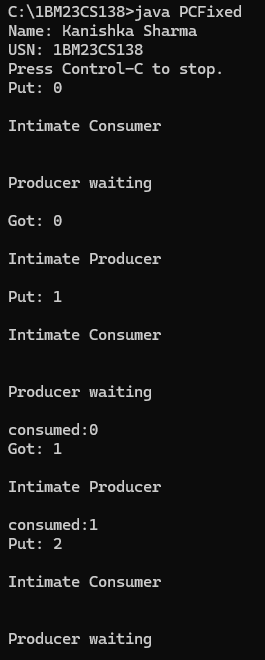 C:\1BM23CS138>java PCFixed
Name: Kanishka Sharma
USN: 1BM23CS138
Press Control-C to stop.
Put: 0
Intimate Consumer
Producer waiting
Got: 0
Intimate Producer
Put: 1
Intimate Consumer
Producer waiting
consumed:0
Got: 1
Intimate Producer
consumed:1
Put: 2
Intimate Consumer
Producer waiting